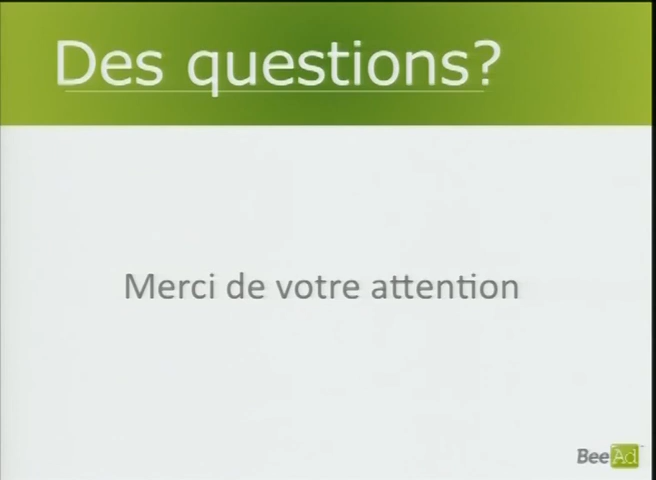 Des questions?
Merci de votre attention
BeeAd